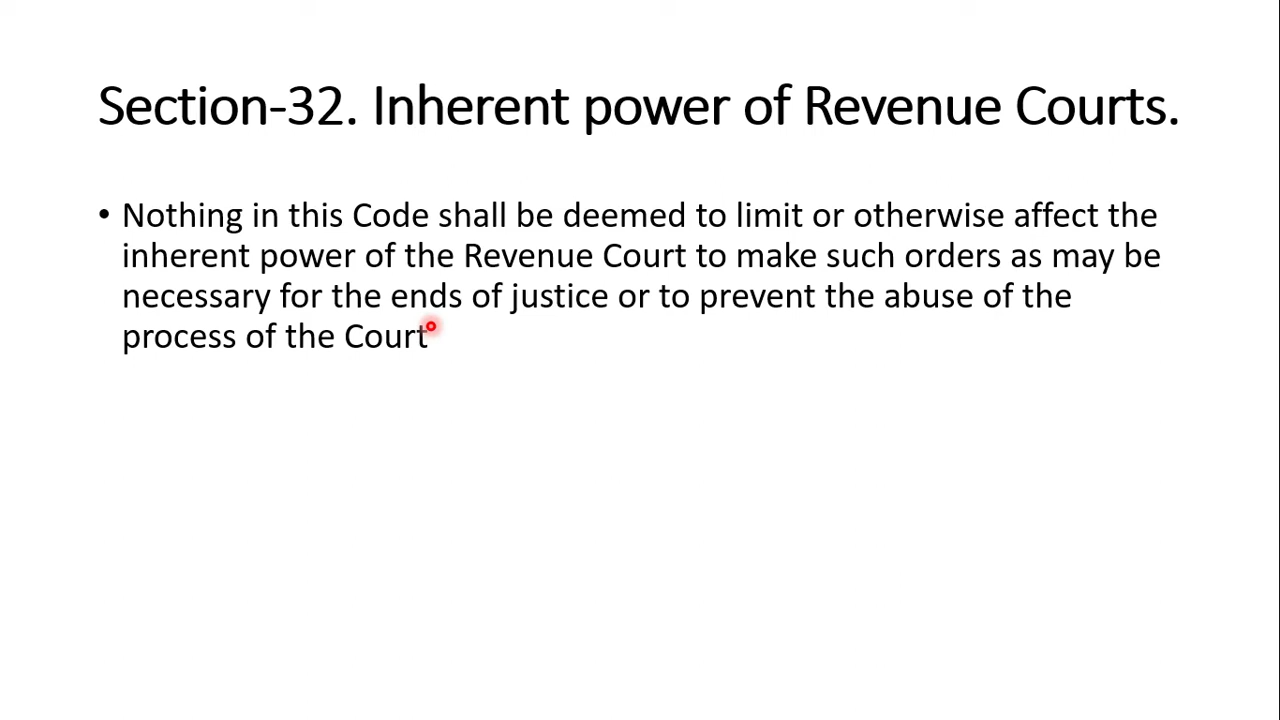 Section-32. Inherent power of Revenue Courts.
• Nothing in this Code shall be deemed to limit or otherwise affect the
inherent power of the Revenue Court to make such orders as may be
necessary for the ends of justice or to prevent the abuse of the
process of the Court